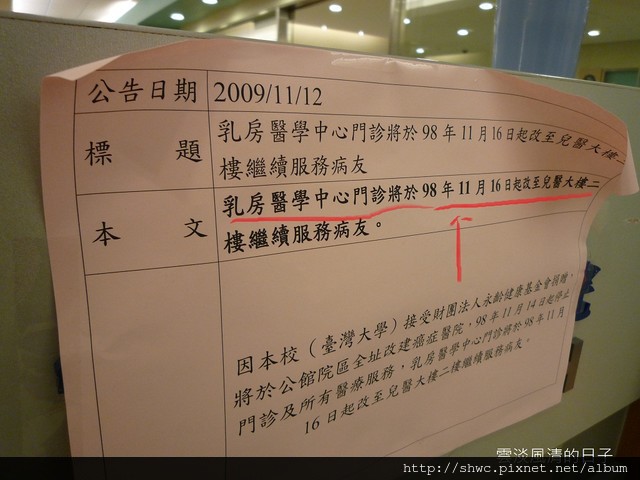 公告日期 2009/11/12
標題 乳房醫學中心門診將於98年11月16日起改至兒醫大樓二
樓繼續服務病友
本文 乳房醫學中心門診將於98年11月16日起改至兒醫大樓二
樓繼續服務病友。
因本校(臺灣大學)接受財團法人永齡健康基金會捐贈,
將於公館院區全址改建癌症醫院,98年11月14日起停止
門診及所有醫療服務,乳房醫學中心門診將於98年11月
16日起改至兒醫大樓二樓繼續服務病友。
雲淡風清的日子
http://shwc.pixnet.net/album